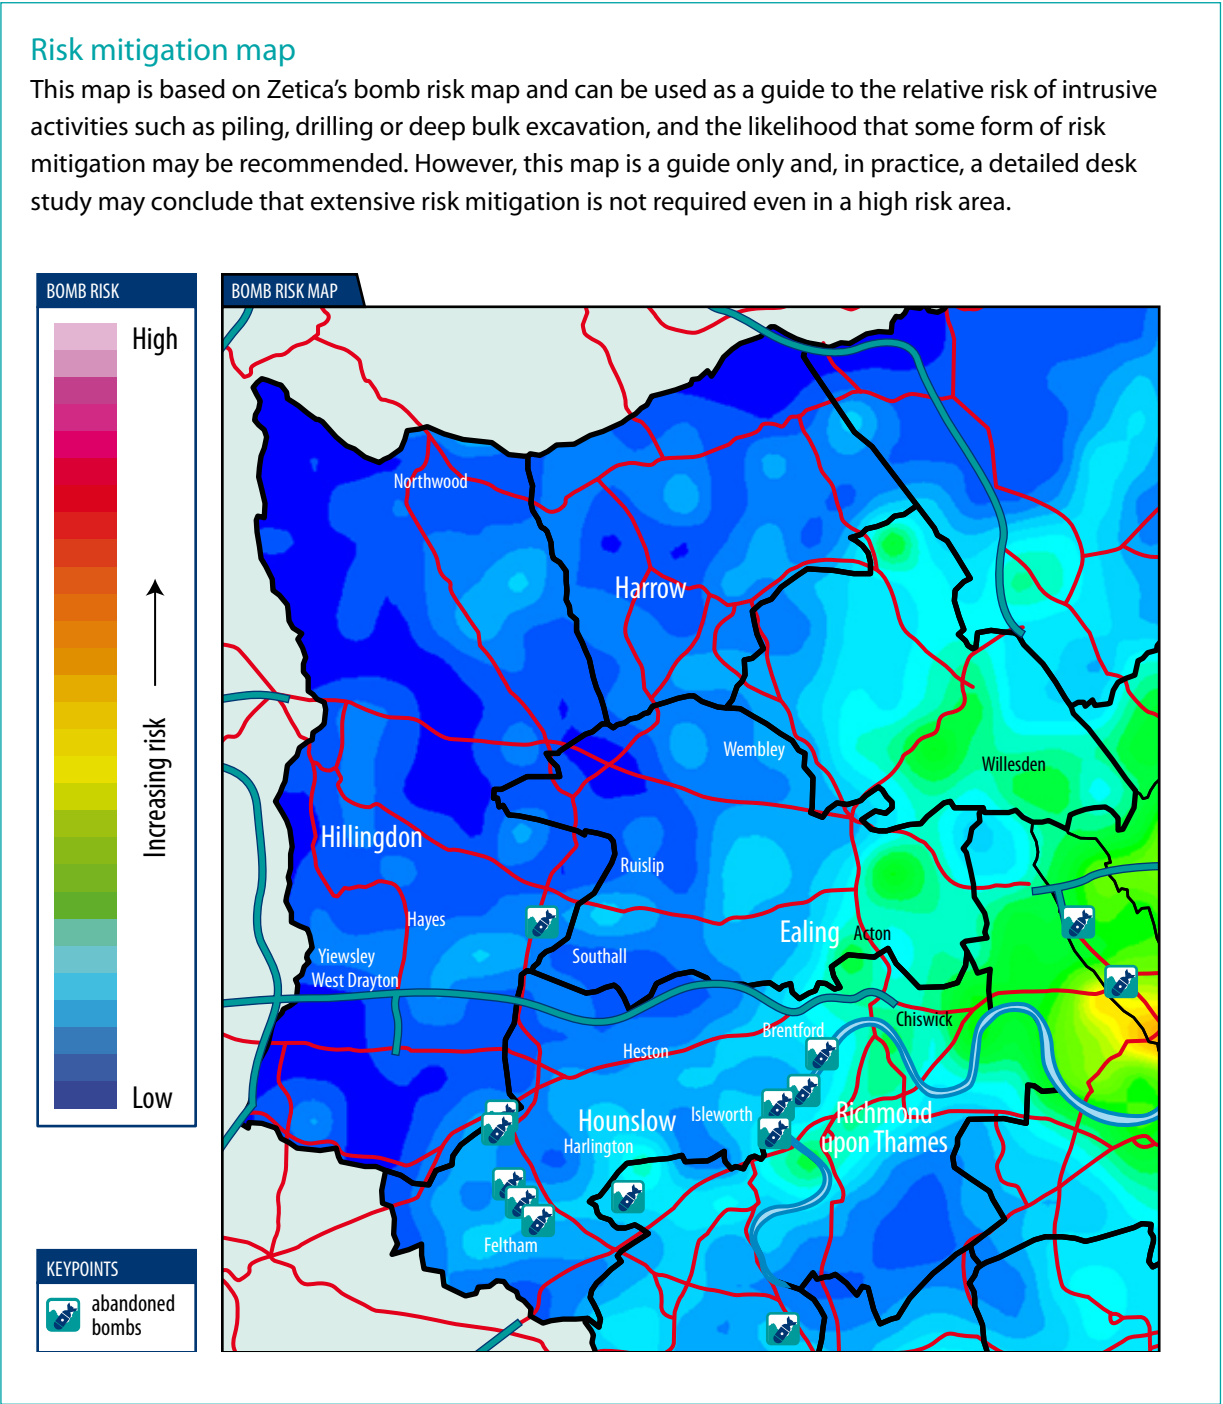 Risk mitigation map
This map is based on Zetica’s bomb risk map and can be used as a guide to the relative risk of intrusive
activities such as piling, drilling or deep bulk excavation, and the likelihood that some form of risk
mitigation may be recommended. However, this map is a guide only and, in practice, a detailed desk
study may conclude that extensive risk mitigation is not required even in a high risk area.
BOMB RISK
High
Increasing risk
Low
BOMB RISK MAP
Northwood
Harrow
Wembley
Willesden
Hillingdon
Ruislip
Hayes
Ealing
Acton
Yiewsley
Southall
West Drayton
Chiswick
Brentford
Heston
Hounslow
Isleworth
Richmond
upon Thames
Harlington
Feltham
KEYPOINTS
abandoned
bombs